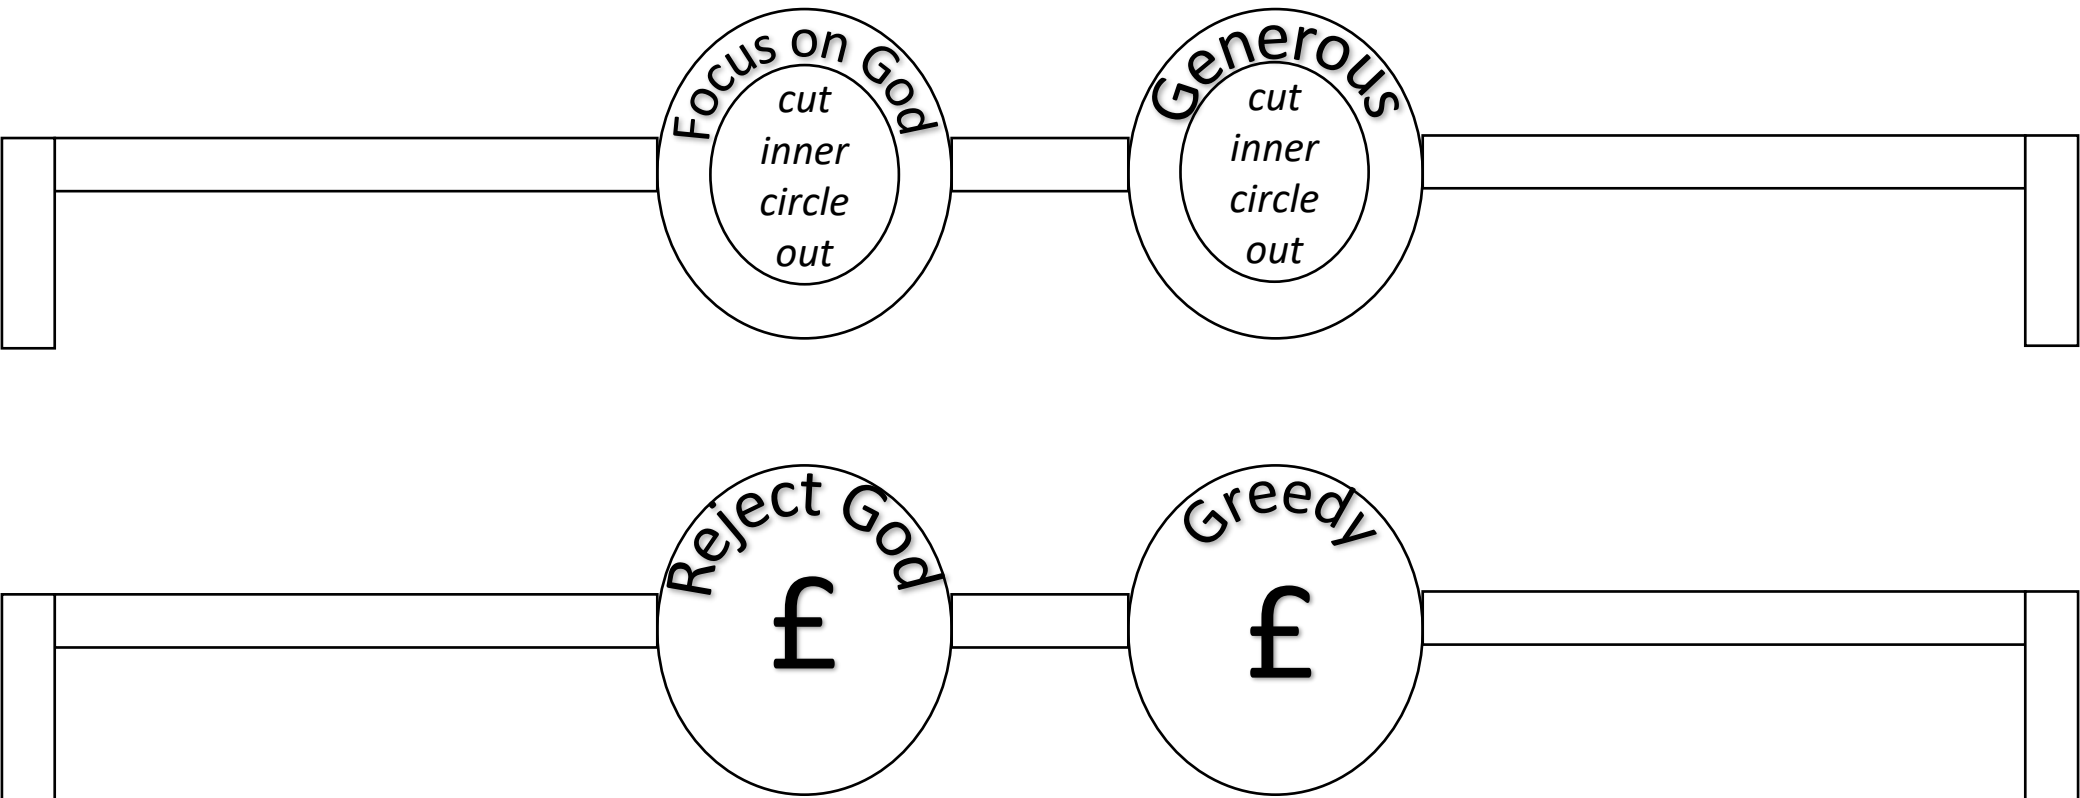 Focus on God
cut
inner
circle
out
Generous
cut
inner
circle
out
Reject God
£
Greedy
£